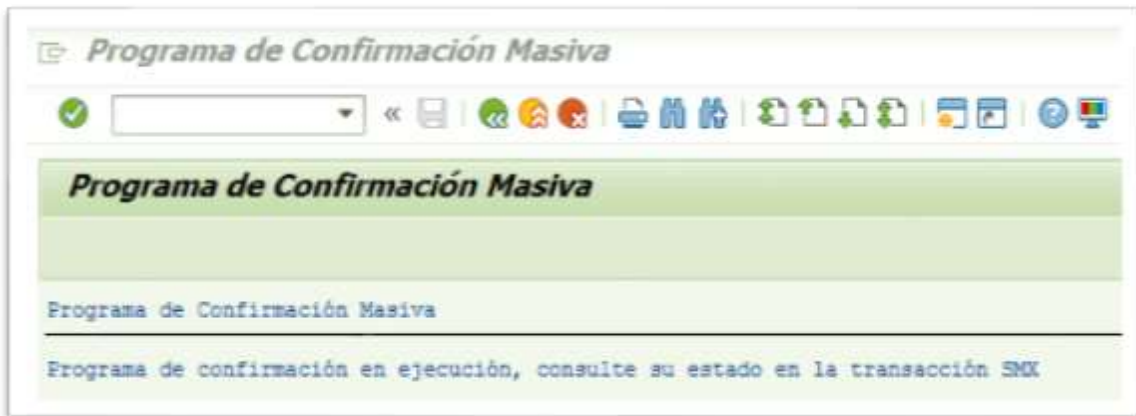 Programa de Confirmación Masiva
Programa de Confirmación Masiva
Programa de Confirmación Masiva
Programa de confirmación en ejecución, consulte su estado en la transacción SMX